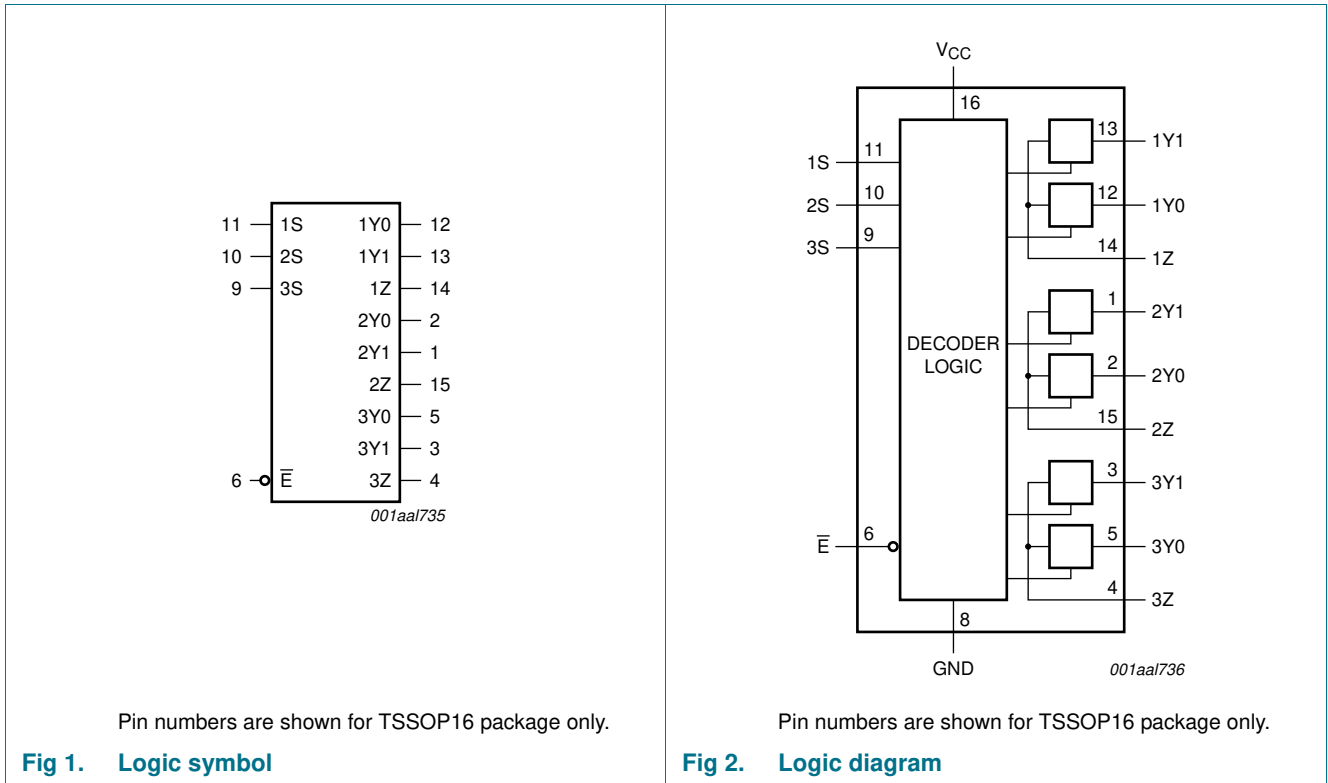 11 1S 1Y0 12
10 2S 1Y1 13
9 3S 1Z 14
2Y0 2
2Y1 1
2Z 15
3Y0 5
3Y1 3
6 E̅ 3Z 4
001aal735
Pin numbers are shown for TSSOP16 package only.
Fig 1. Logic symbol
VCC
16
13 1Y1
1S 11
12 1Y0
2S 10
3S 9
14 1Z
1 2Y1
DECODER
LOGIC
2 2Y0
15 2Z
3 3Y1
E̅ 6
5 3Y0
4 3Z
8
GND
001aal736
Pin numbers are shown for TSSOP16 package only.
Fig 2. Logic diagram